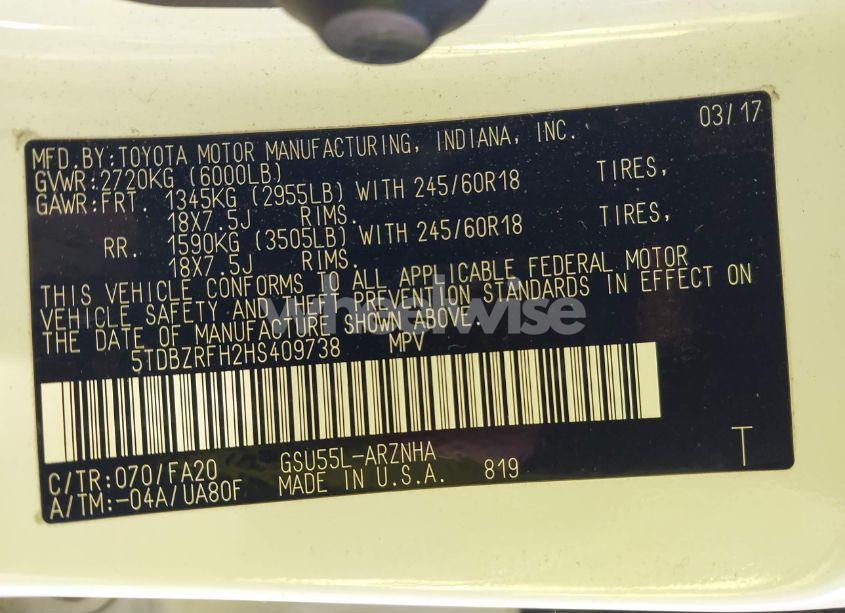 03/17
MFD.BY:TOYOTA MOTOR MANUFACTURING, INDIANA, INC.
GVWR:2720KG (6000LB)
GAWR:FRT. 1345KG (2955LB) WITH 245/60R18 TIRES,
18X7.5J RIMS.
RR. 1590KG (3505LB) WITH 245/60R18 TIRES,
18X7.5J RIMS.
THIS VEHICLE CONFORMS TO ALL APPLICABLE FEDERAL MOTOR
VEHICLE SAFETY AND THEFT PREVENTION STANDARDS IN EFFECT ON
THE DATE OF MANUFACTURE SHOWN ABOVE.
wheelwise
5TDBZRFH2HS409738 MPV
C/TR:070/FA20 GSU55L-ARZNHA T
A/TM:-04A/UA80F MADE IN U.S.A. 819